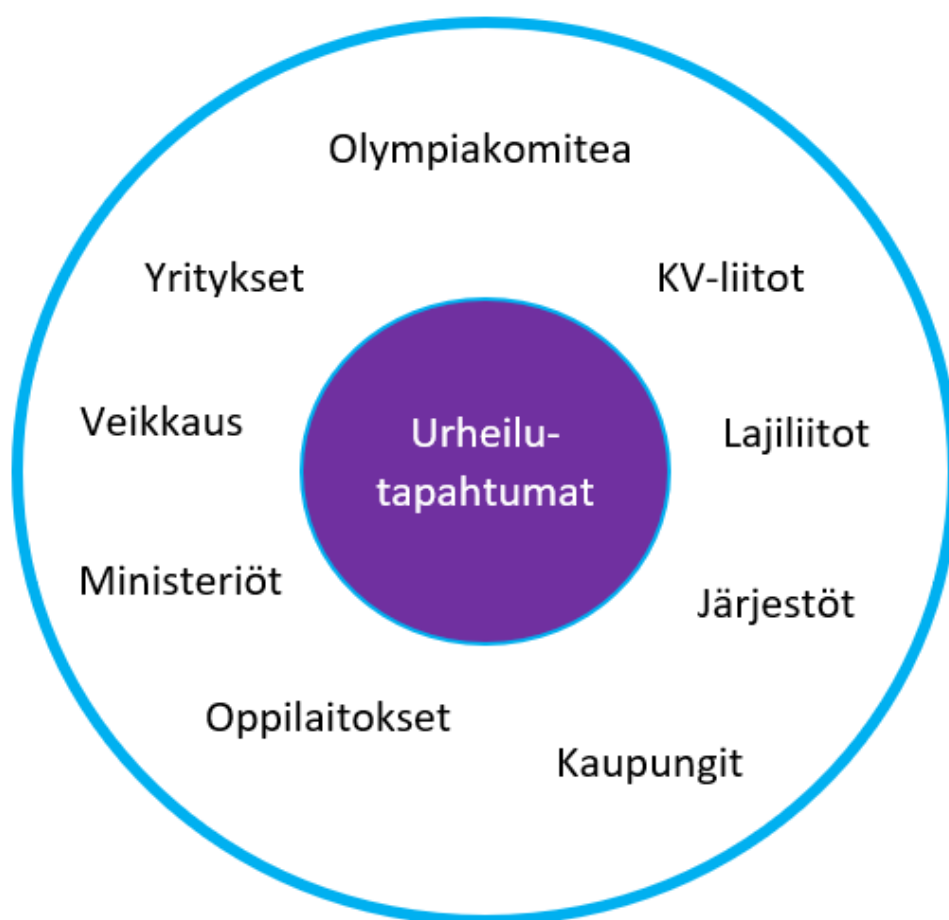 Olympiakomitea
Yritykset
KV-liitot
Veikkaus
Urheilu-
tapahtumat
Lajiliitot
Ministeriöt
Järjestöt
Oppilaitokset
Kaupungit